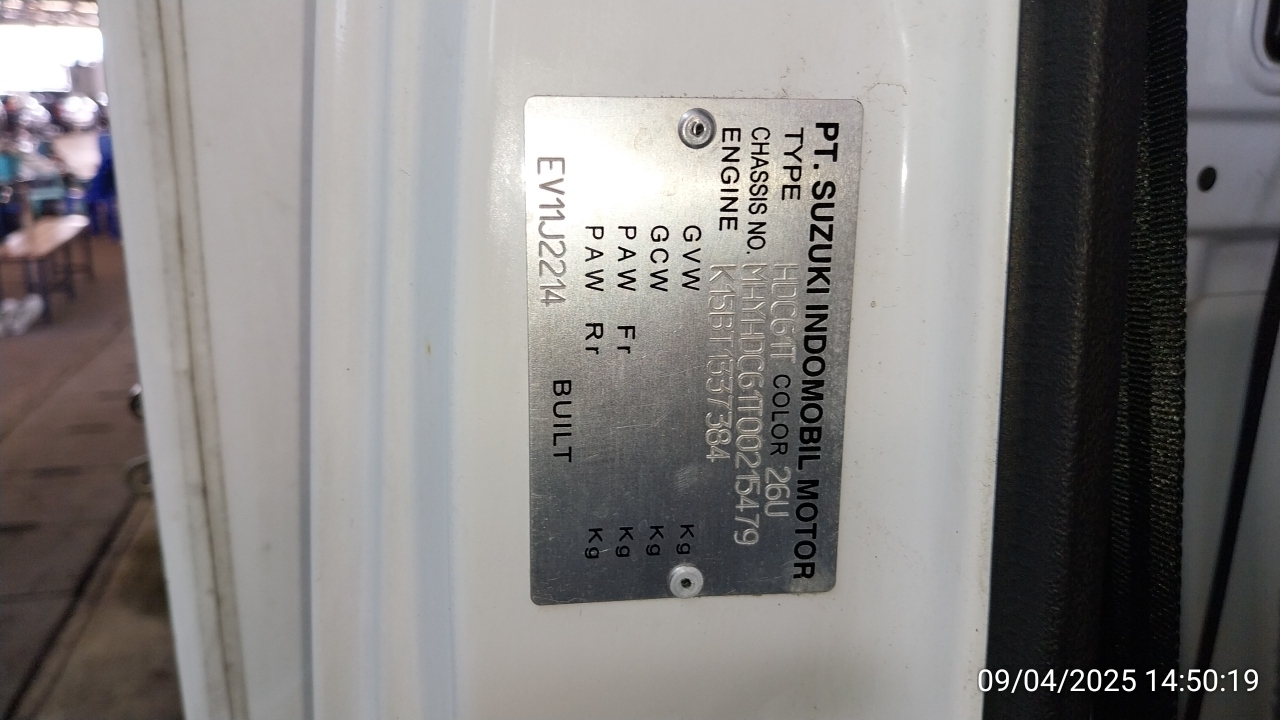 PT. SUZUKI INDOMOBIL MOTOR
TYPE HDC61T COLOR 26U
CHASSIS NO. MHYHDC61T00215479
ENGINE K15BT1337384
GVW Kg
GCW Kg
PAW Fr Kg
PAW Rr Kg
EV11J2214 BUILT
09/04/2025 14:50:19